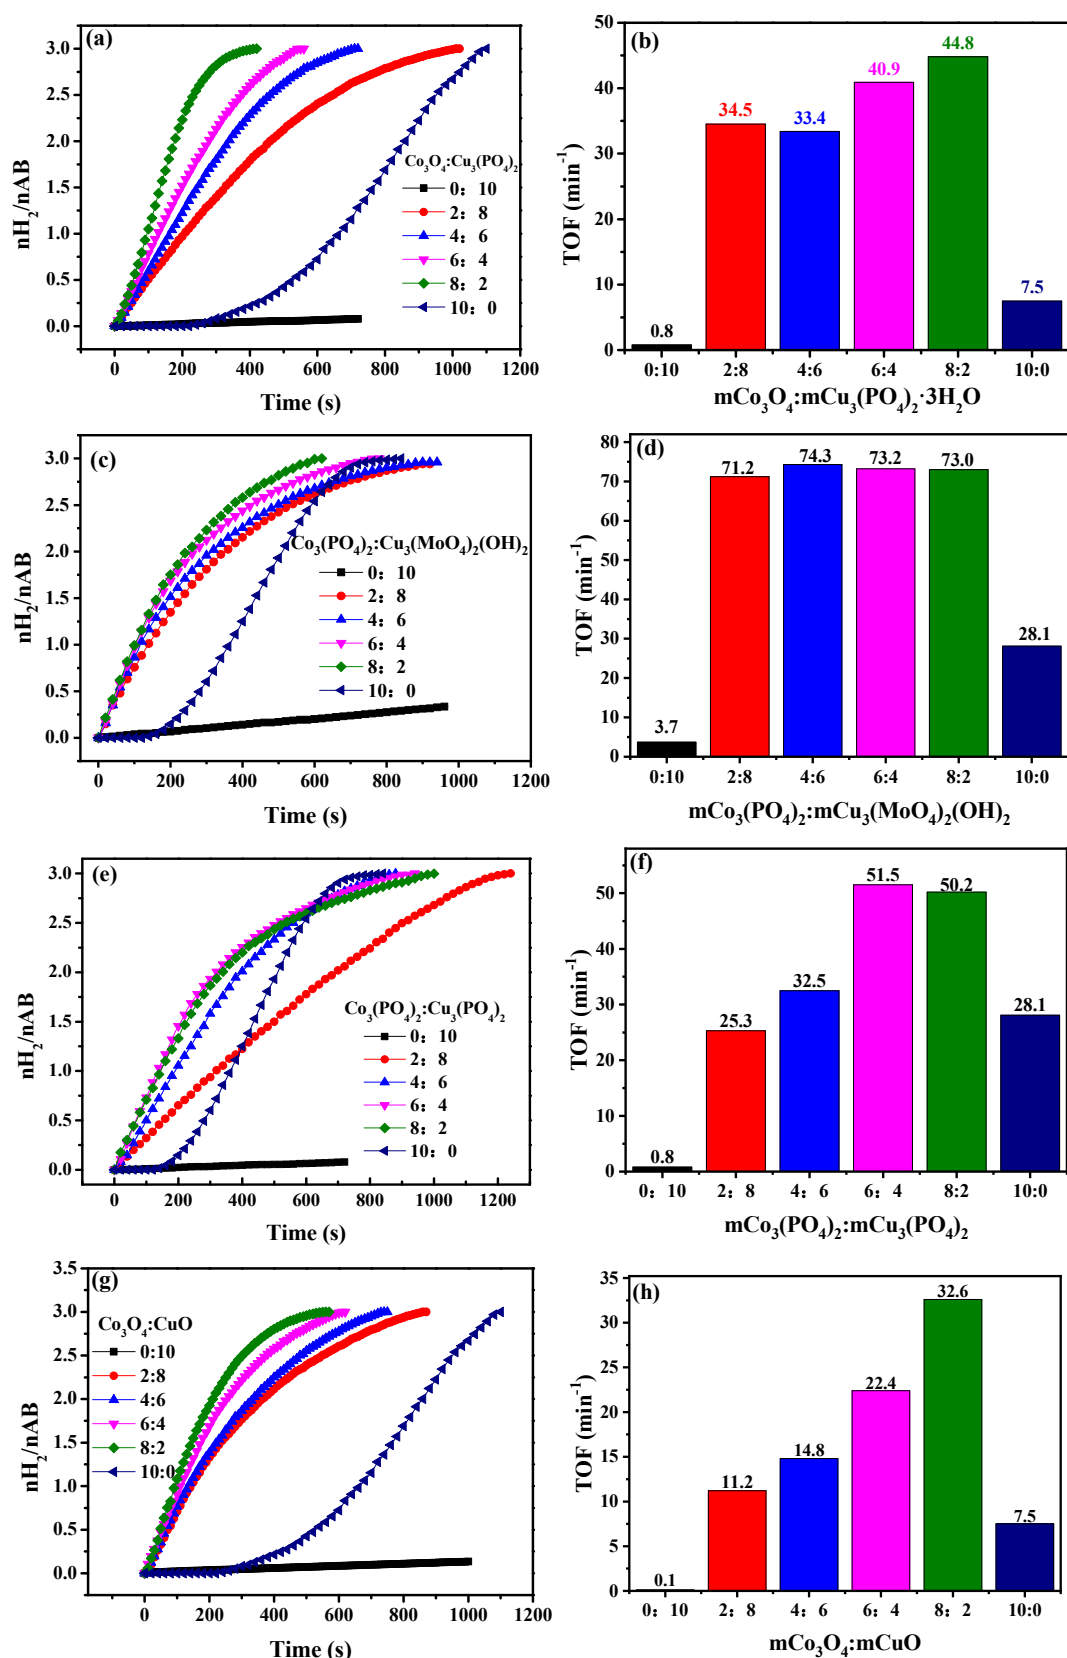 (a)
3.0
2.5
2.0
1.5
1.0
0.5
0.0
nH₂/nAB
Co₃O₄:Cu₃(PO₄)₂
0：10
2：8
4：6
6：4
8：2
10：0
0 200 400 600 800 1000 1200
Time (s)
(b)
50
40
30
20
10
0
TOF (min⁻¹)
0.8
34.5
33.4
40.9
44.8
7.5
0:10 2:8 4:6 6:4 8:2 10:0
mCo₃O₄:mCu₃(PO₄)₂·3H₂O
(c)
3.0
2.5
2.0
1.5
1.0
0.5
0.0
nH₂/nAB
Co₃(PO₄)₂:Cu₃(MoO₄)₂(OH)₂
0：10
2：8
4：6
6：4
8：2
10：0
0 200 400 600 800 1000 1200
Time (s)
(d)
80
70
60
50
40
30
20
10
0
TOF (min⁻¹)
3.7
71.2
74.3
73.2
73.0
28.1
0:10 2:8 4:6 6:4 8:2 10:0
mCo₃(PO₄)₂:mCu₃(MoO₄)₂(OH)₂
(e)
3.0
2.5
2.0
1.5
1.0
0.5
0.0
nH₂/nAB
Co₃(PO₄)₂:Cu₃(PO₄)₂
0：10
2：8
4：6
6：4
8：2
10：0
0 200 400 600 800 1000 1200
Time (s)
(f)
50
40
30
20
10
0
TOF (min⁻¹)
0.8
25.3
32.5
51.5
50.2
28.1
0：10 2：8 4：6 6：4 8:2 10:0
mCo₃(PO₄)₂:mCu₃(PO₄)₂
(g)
3.5
3.0
2.5
2.0
1.5
1.0
0.5
0.0
nH₂/nAB
Co₃O₄:CuO
0:10
2:8
4:6
6:4
8:2
10:0
0 200 400 600 800 1000 1200
Time (s)
(h)
35
30
25
20
15
10
5
0
TOF (min⁻¹)
0.1
11.2
14.8
22.4
32.6
7.5
0：10 2：8 4：6 6：4 8：2 10:0
mCo₃O₄:mCuO